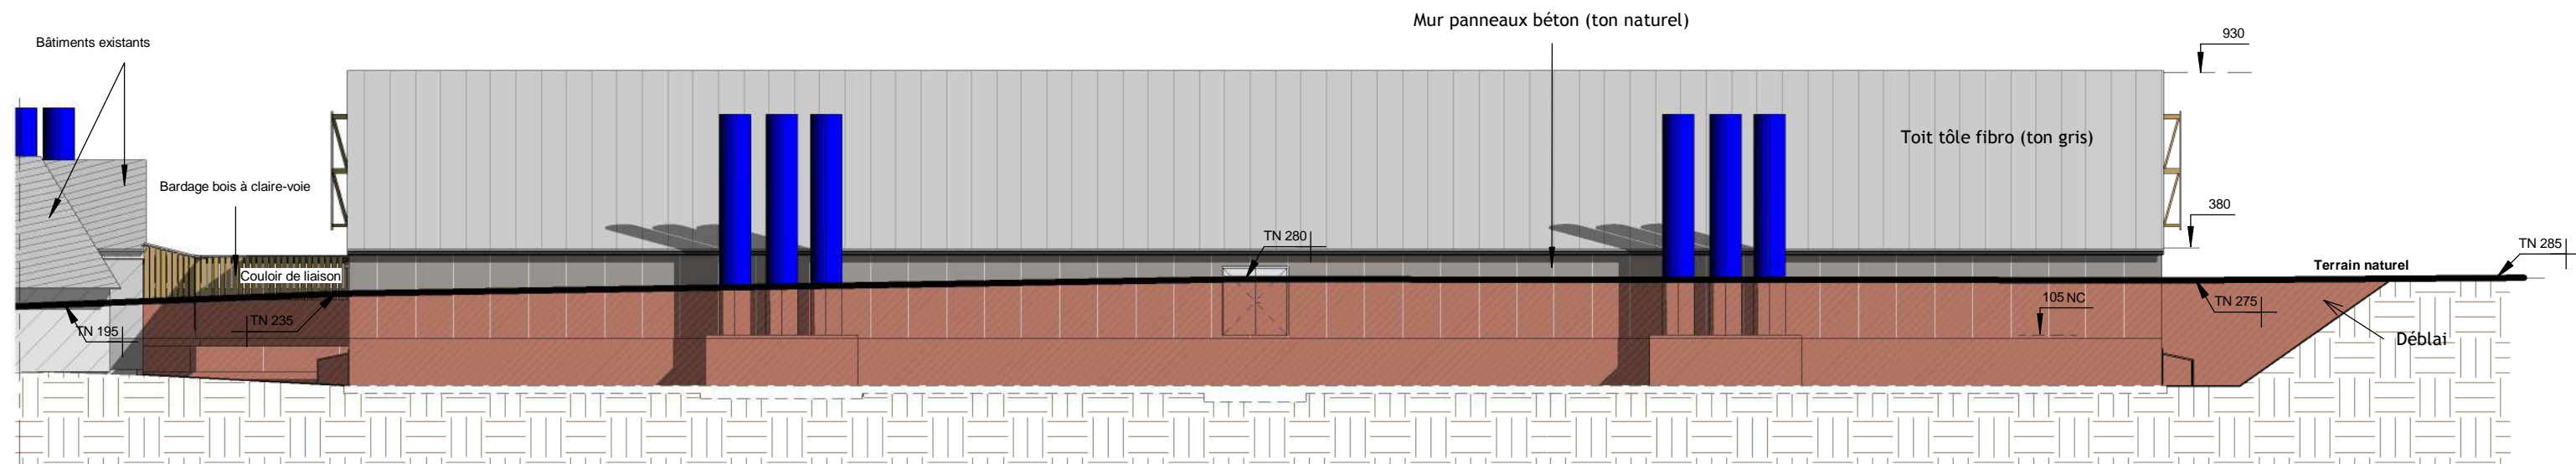 Mur panneaux béton (ton naturel)
930
Bâtiments existants
Toit tôle fibro (ton gris)
Bardage bois à claire-voie
380
TN 280
TN 285
Couloir de liaison
Terrain naturel
105 NC
TN 275
TN 235
TN 195
Déblai